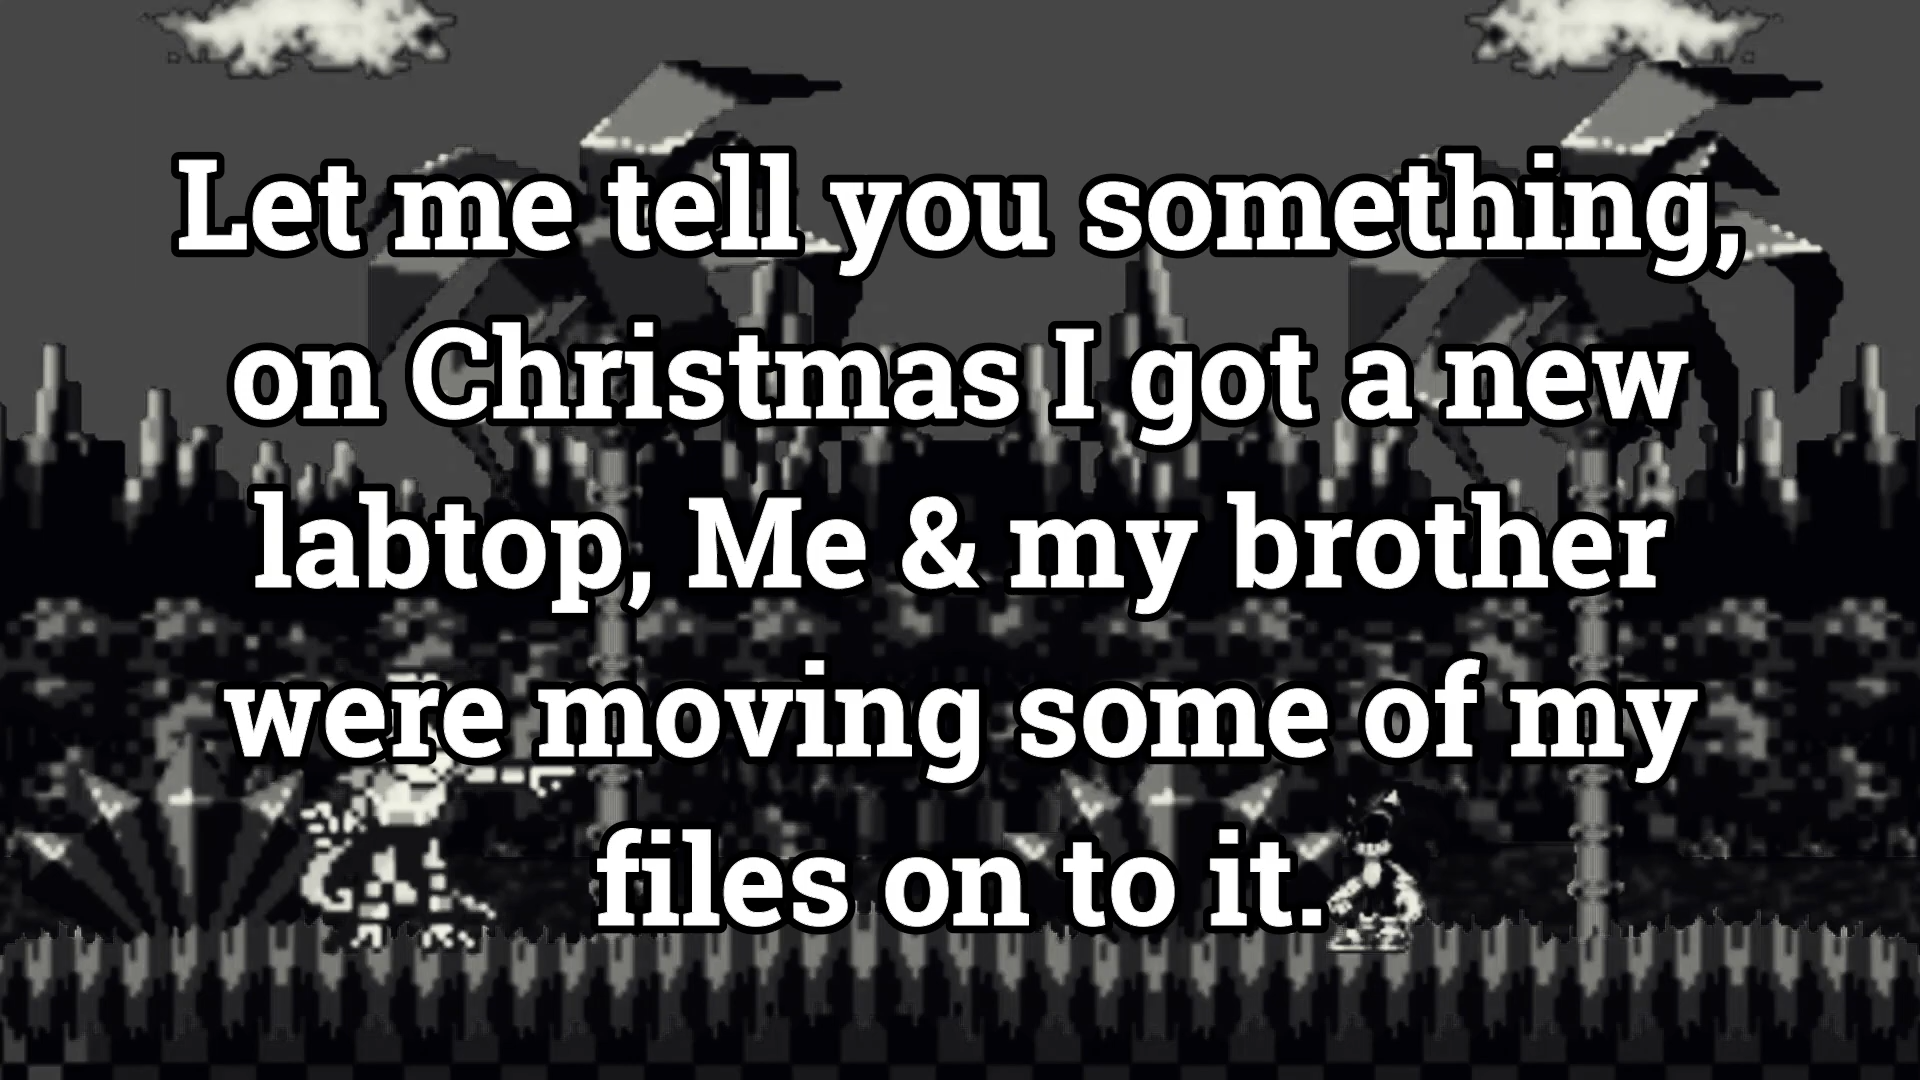 Let me tell you something,
on Christmas I got a new
labtop, Me & my brother
were moving some of my
files on to it.